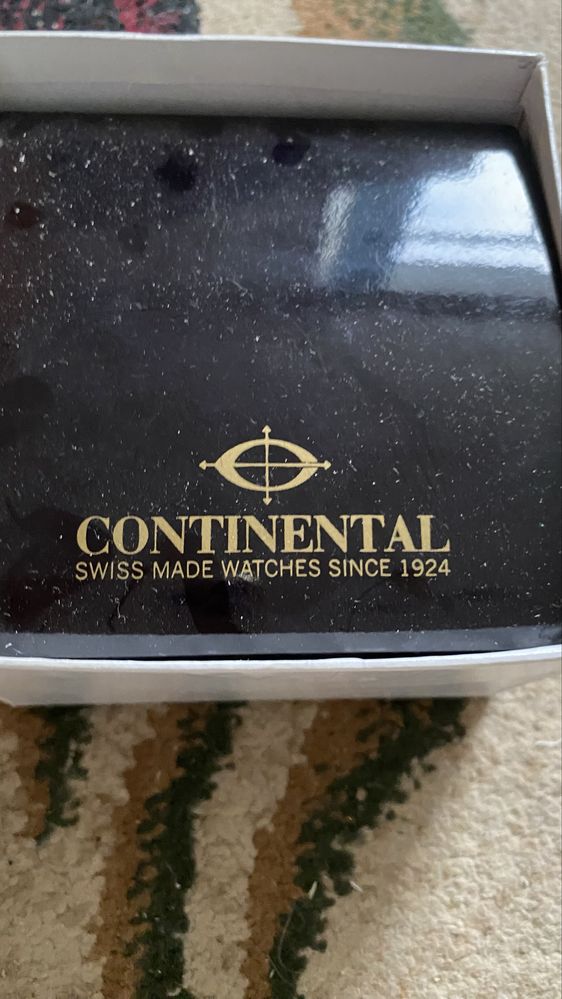 CONTINENTAL
SWISS MADE WATCHES SINCE 1924